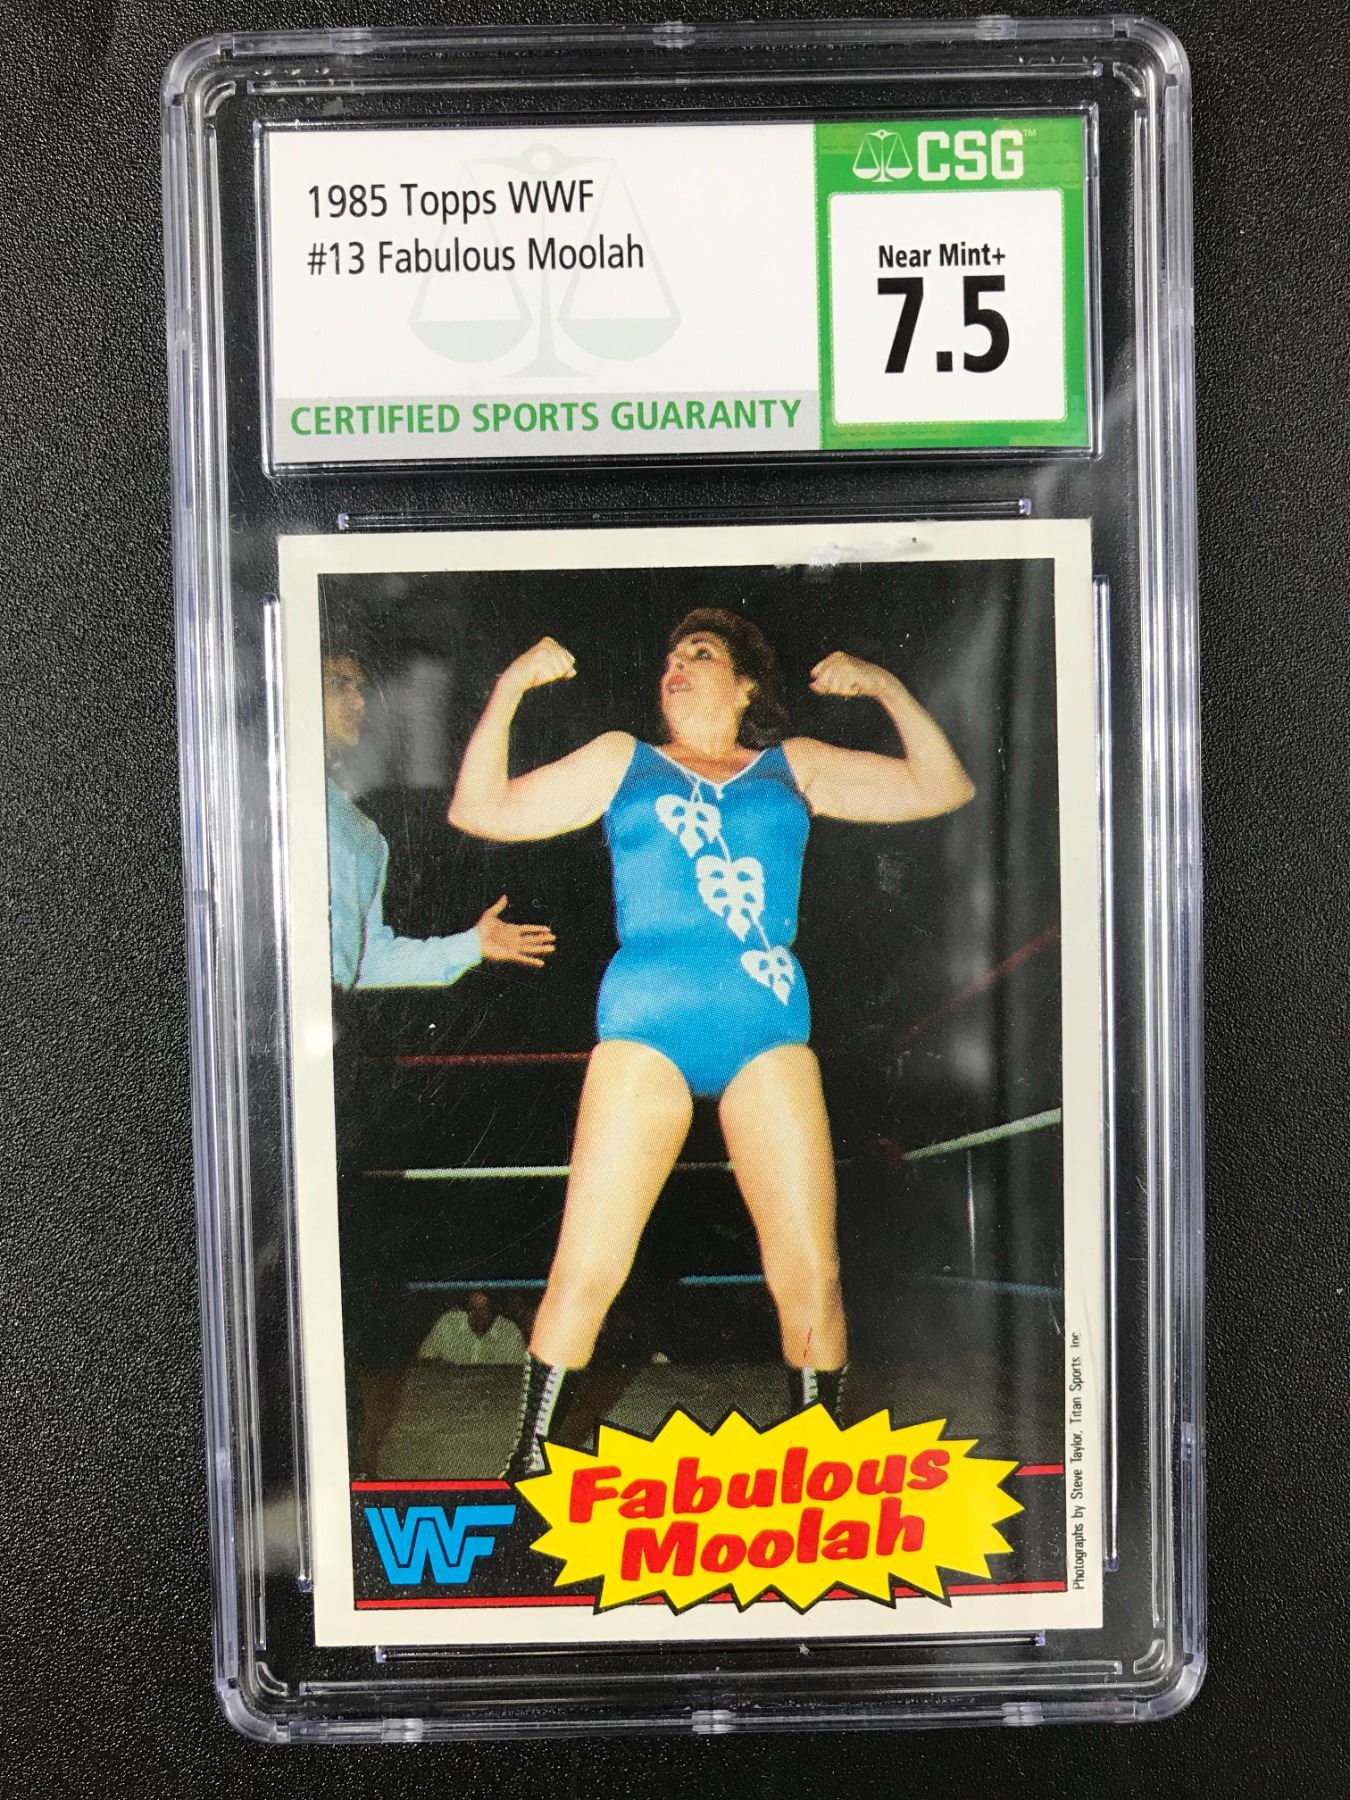 1985 Topps WWF
#13 Fabulous Moolah
CERTIFIED SPORTS GUARANTY
CSG™
Near Mint+
7.5
Photographs by Steve Taylor, Titan Sports Inc.
WF
Fabulous
Moolah